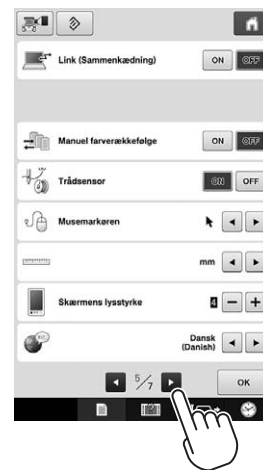 Link (Sammenkædning) ON OFF
Manuel farverækkefølge ON OFF
Trådsensor ON OFF
Musemarkøren
mm
Skærmens lysstyrke 4 − +
Dansk
(Danish)
5/7 OK